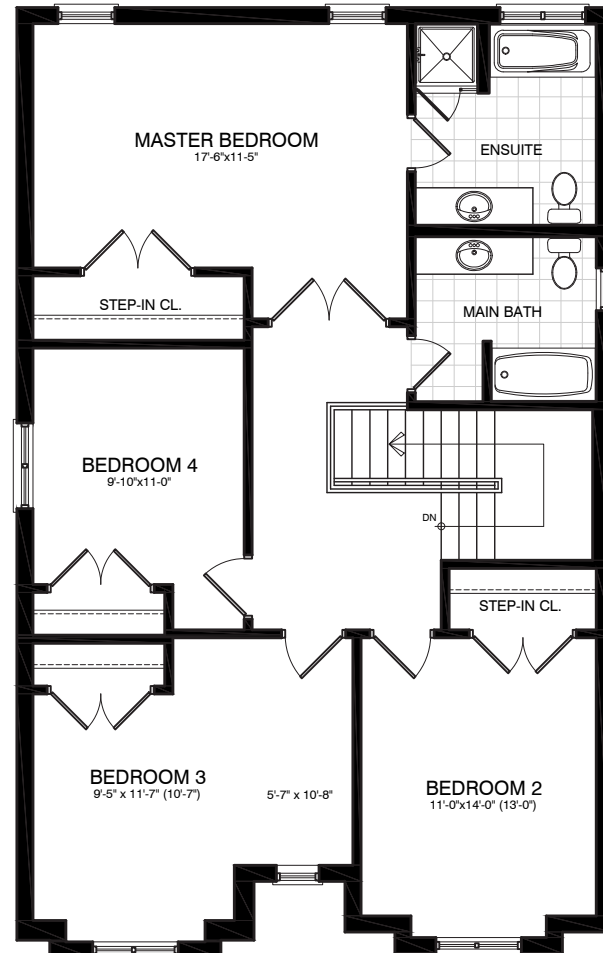 MASTER BEDROOM
17'-6"x11-5"
ENSUITE
STEP-IN CL.
MAIN BATH
BEDROOM 4
9'-10"x11-0"
DN
STEP-IN CL.
BEDROOM 3
9'-5" x 11'-7" (10'-7")
5'-7" x 10'-8"
BEDROOM 2
11'-0"x14'-0" (13'-0")